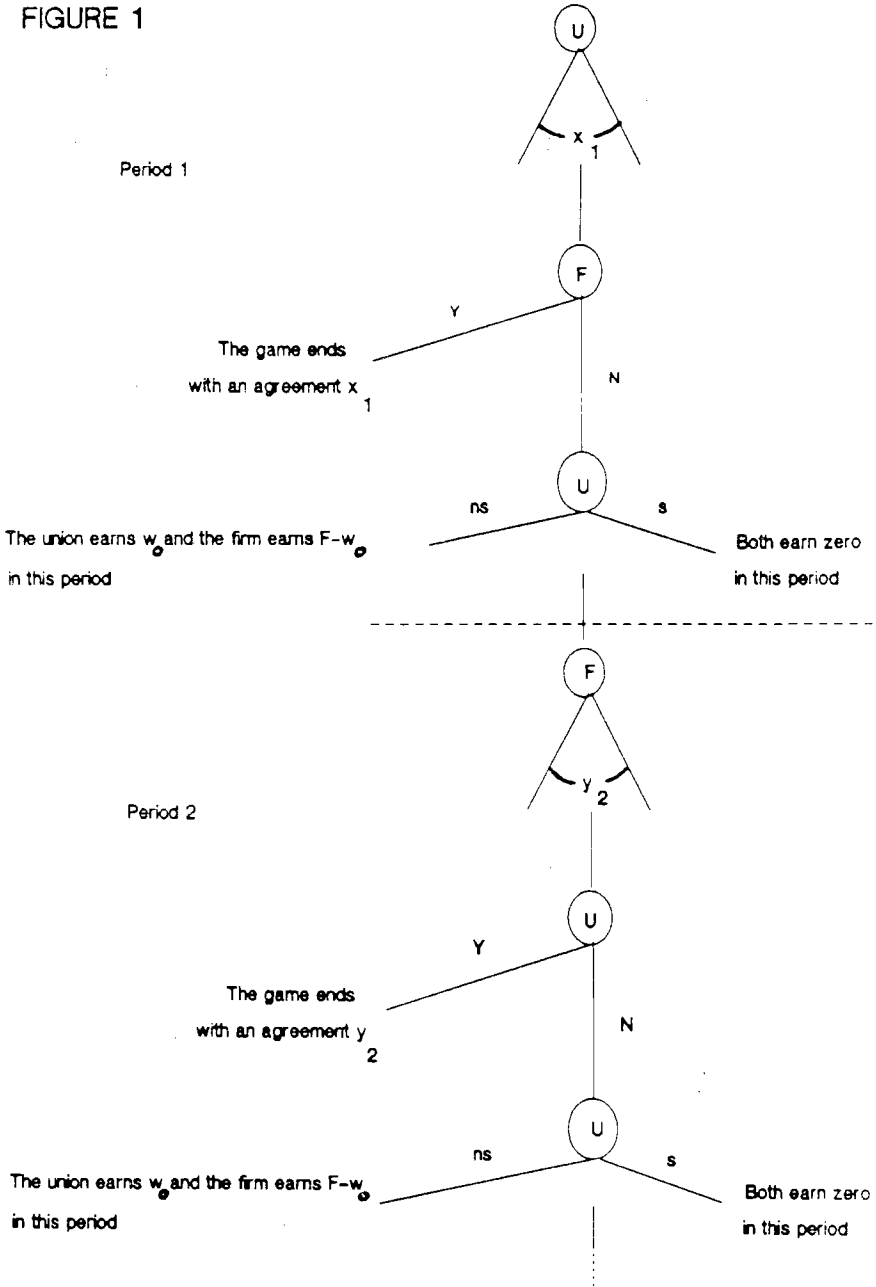 FIGURE 1
U
x 1
Period 1
F
Y
The game ends
with an agreement x 1
N
U
ns
s
The union earns w o and the firm earns F-w o
in this period
Both earn zero
in this period
F
y 2
Period 2
U
Y
The game ends
with an agreement y 2
N
U
ns
s
The union earns w o and the firm earns F-w o
in this period
Both earn zero
in this period